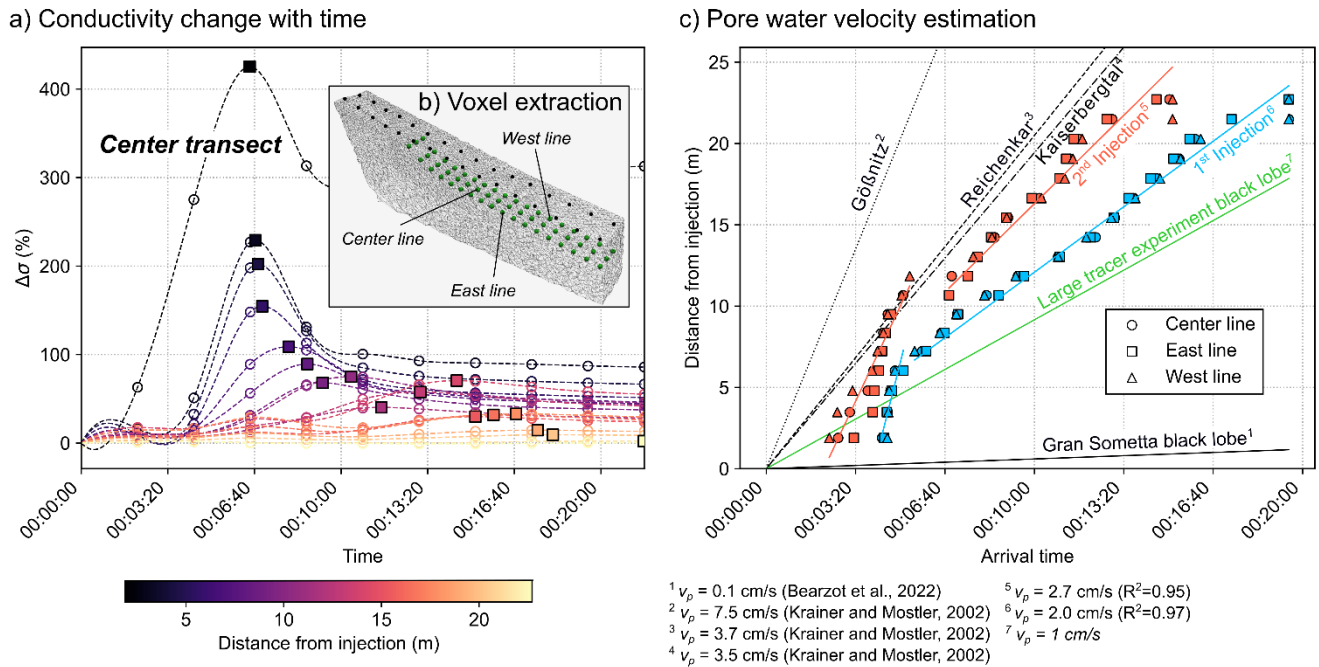 a) Conductivity change with time
Δσ (%)
400
300
200
100
0
Center transect
b) Voxel extraction
West line
Center line
East line
00:00:00
00:03:20
00:06:40
00:10:00
00:13:20
00:16:40
00:20:00
Time
5
10
15
20
Distance from injection (m)
c) Pore water velocity estimation
Distance from injection (m)
25
20
15
10
5
0
Gößnitz²
Reichenkar³
Kaiserbergtal⁴
2nd Injection⁵
1st Injection⁶
Large tracer experiment black lobe⁷
Center line
East line
West line
Gran Sometta black lobe¹
00:00:00
00:03:20
00:06:40
00:10:00
00:13:20
00:16:40
00:20:00
Arrival time
¹ vp = 0.1 cm/s (Bearzot et al., 2022)
² vp = 7.5 cm/s (Krainer and Mostler, 2002)
³ vp = 3.7 cm/s (Krainer and Mostler, 2002)
⁴ vp = 3.5 cm/s (Krainer and Mostler, 2002)
⁵ vp = 2.7 cm/s (R²=0.95)
⁶ vp = 2.0 cm/s (R²=0.97)
⁷ vp = 1 cm/s